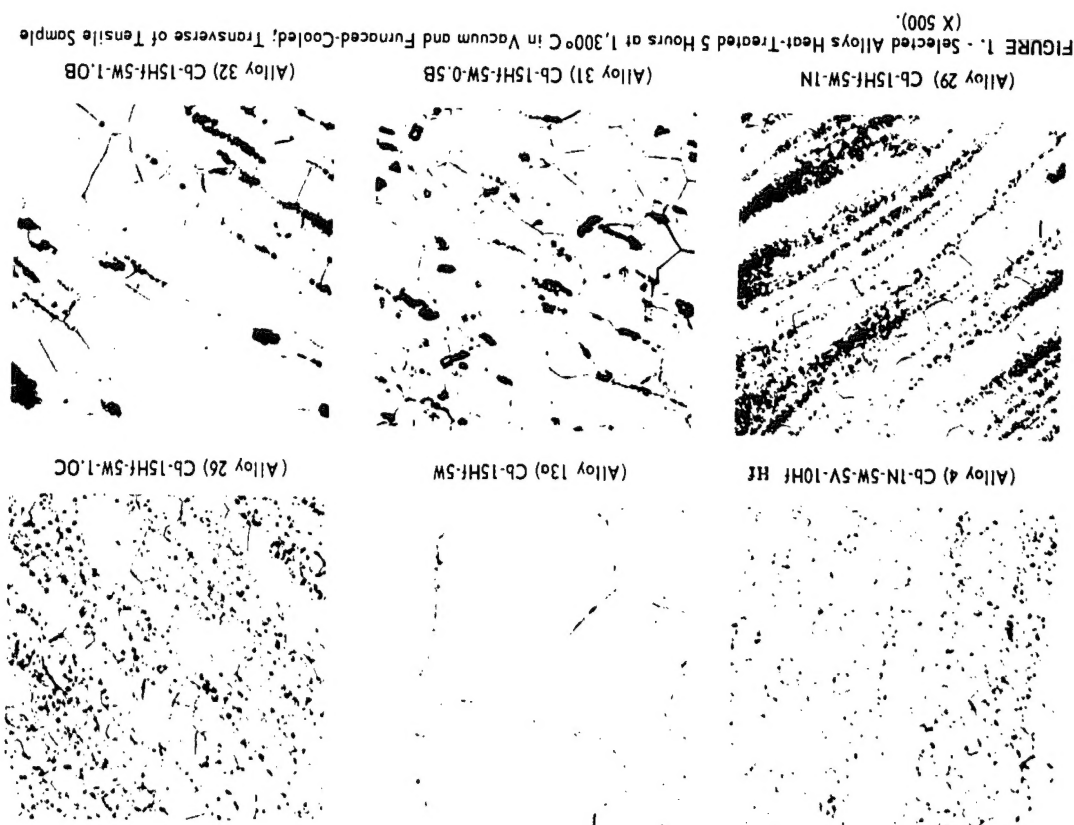 (Alloy 4) Cb-1N-5W-5V-10Hf Hf
(Alloy 13a) Cb-15Hf-5W
(Alloy 26) Cb-15Hf-5W-1.0C
(Alloy 29) Cb-15Hf-5W-1N
(Alloy 31) Cb-15Hf-5W-0.5B
(Alloy 32) Cb-15Hf-5W-1.0B
FIGURE 1. - Selected Alloys Heat-Treated 5 Hours at 1,300°C in Vacuum and Furnaced-Cooled; Transverse of Tensile Sample
(X 500).